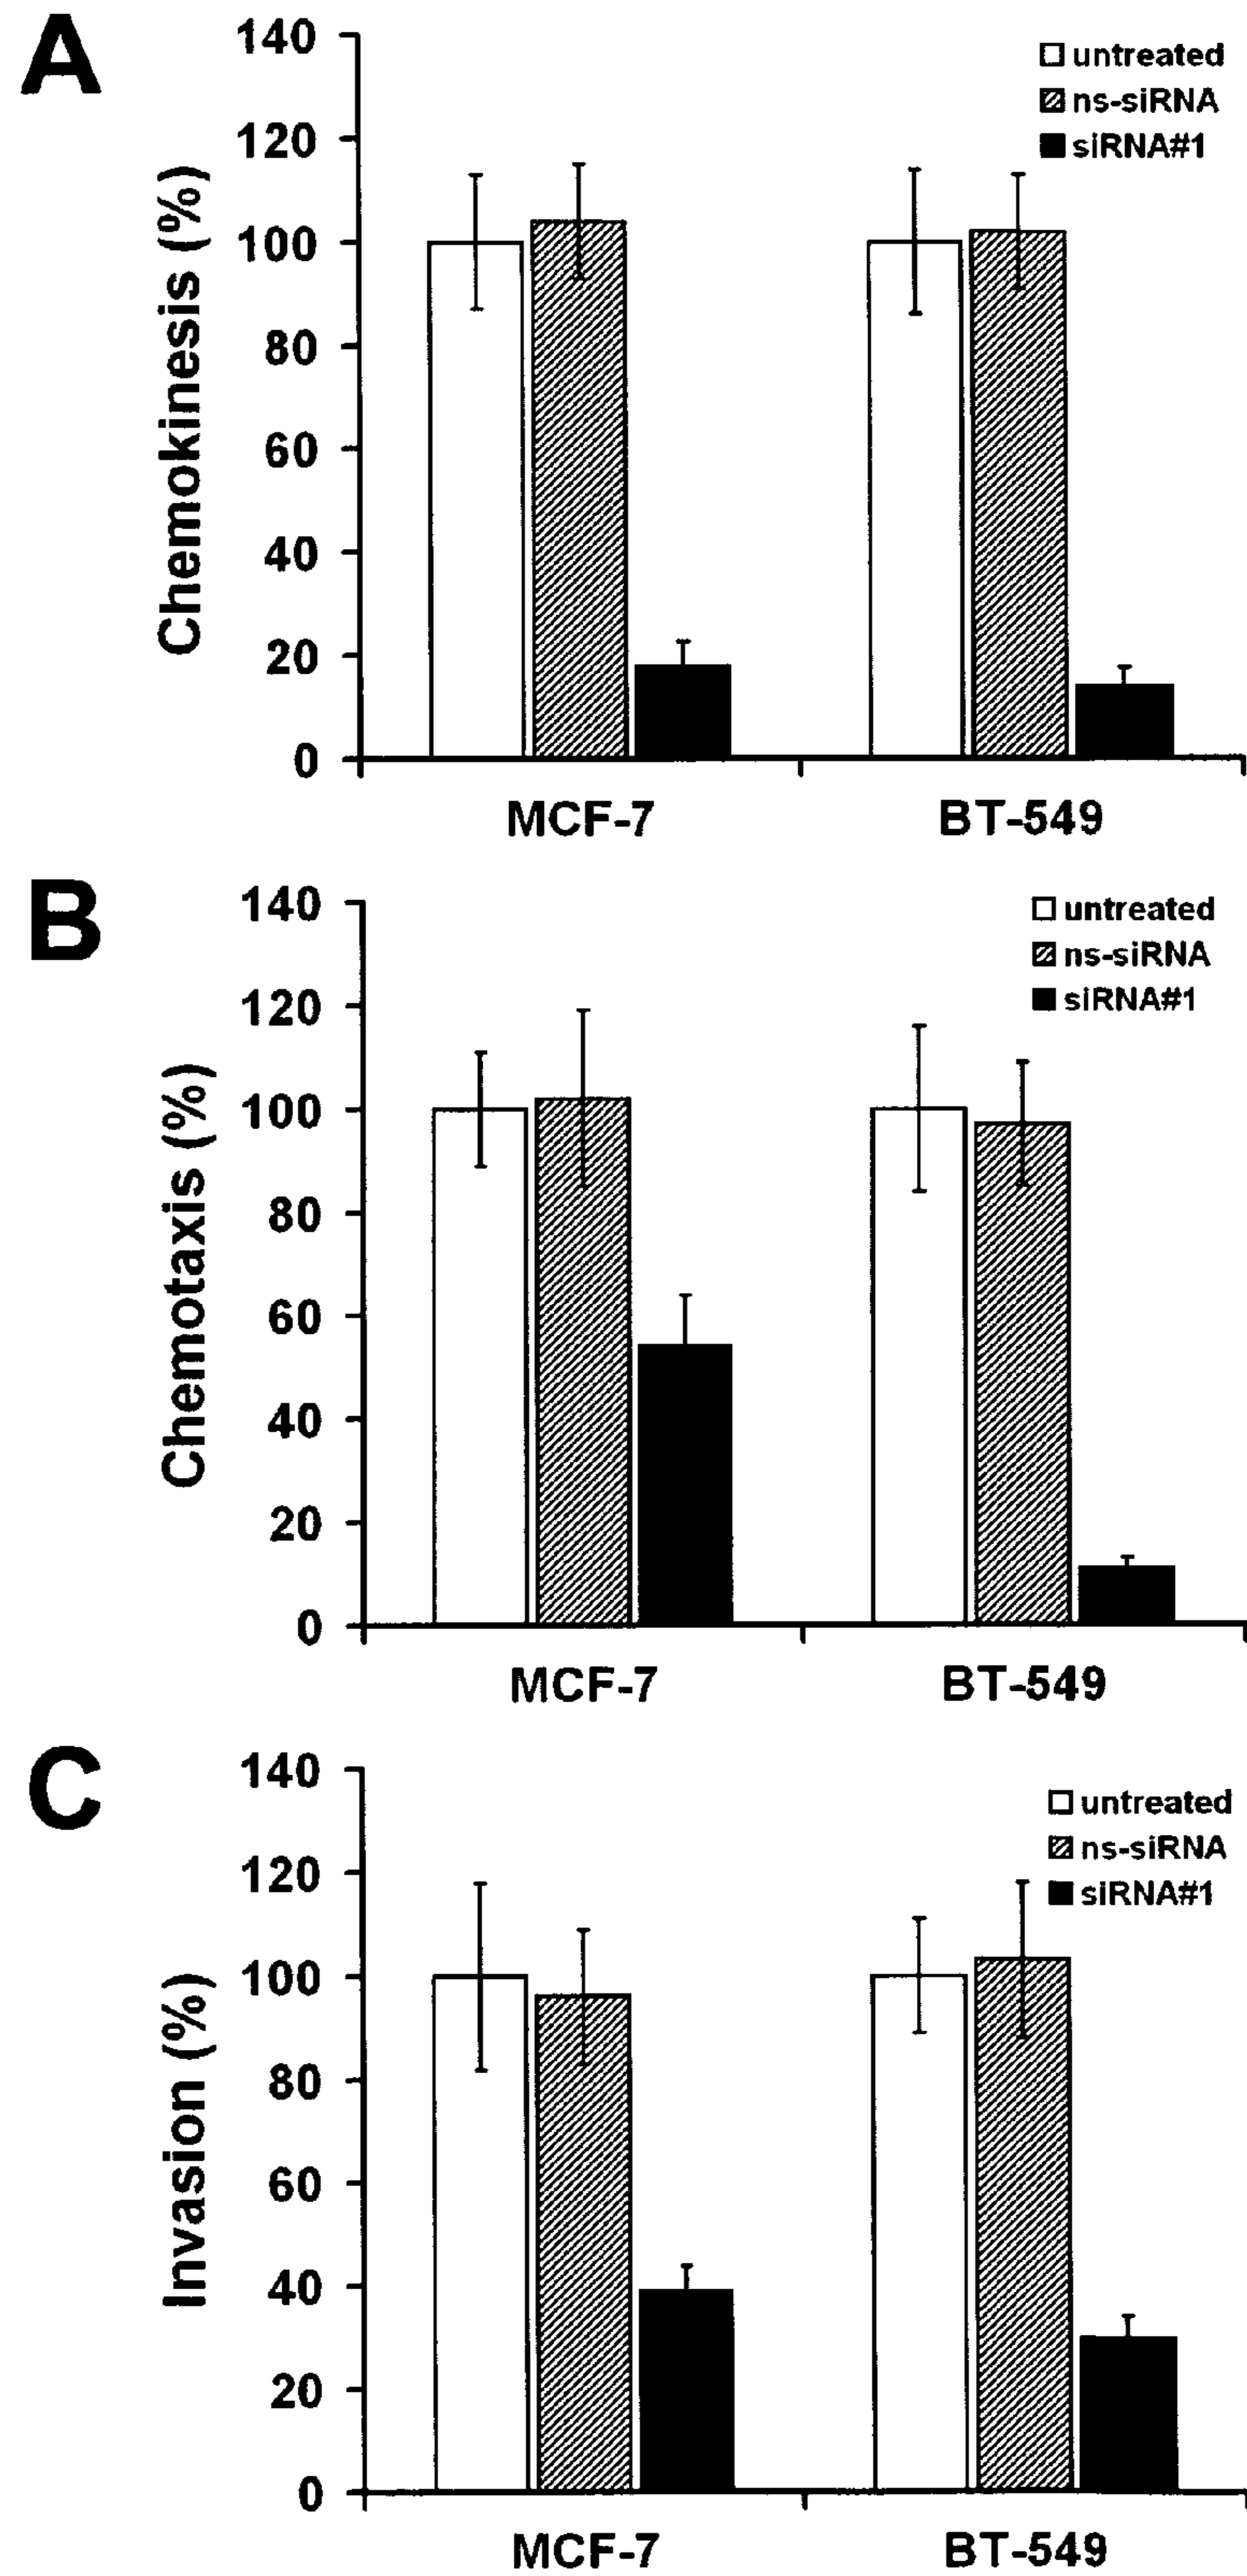 A
140
120
100
80
60
40
20
0
Chemokinesis (%)
untreated
ns-siRNA
siRNA#1
MCF-7 BT-549
B
140
120
100
80
60
40
20
0
Chemotaxis (%)
untreated
ns-siRNA
siRNA#1
MCF-7 BT-549
C
140
120
100
80
60
40
20
0
Invasion (%)
untreated
ns-siRNA
siRNA#1
MCF-7 BT-549